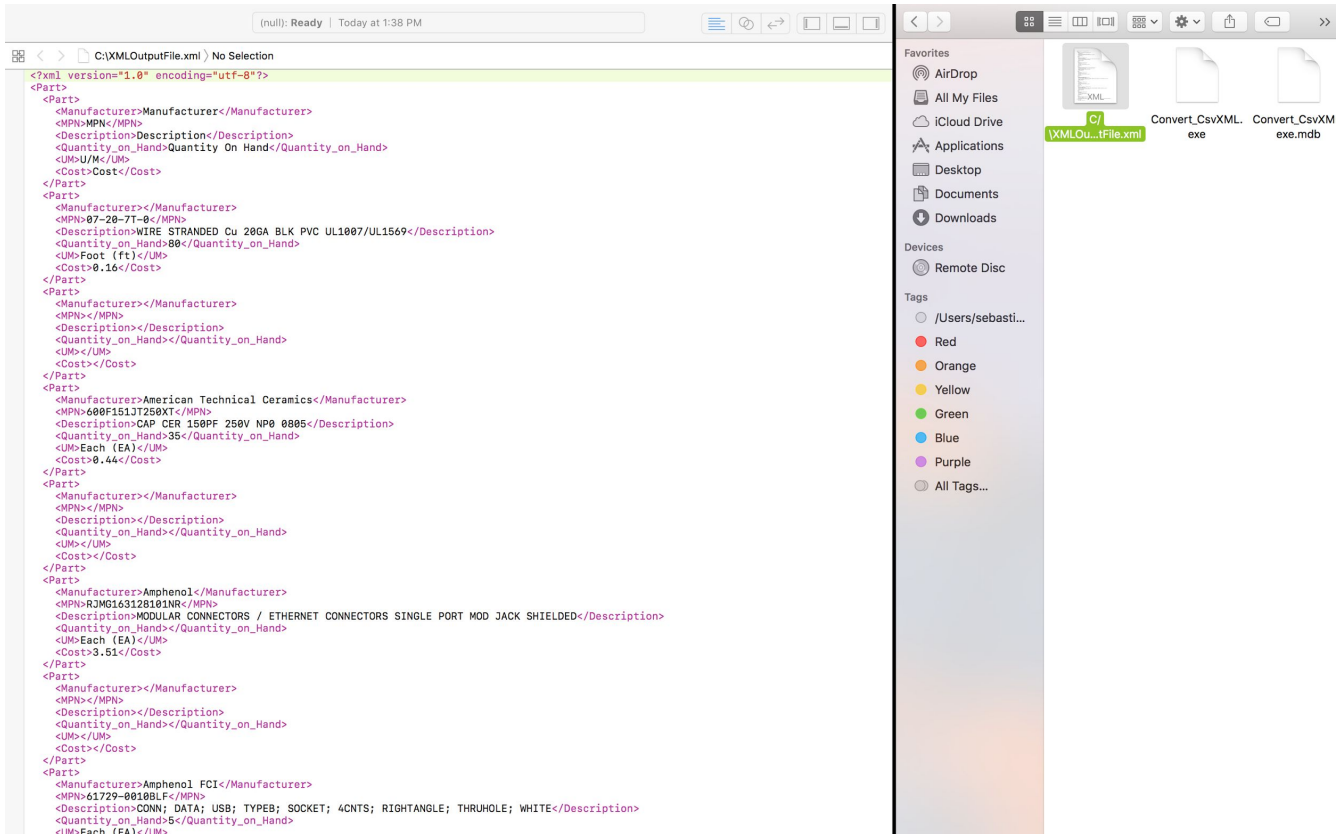 (null): Ready | Today at 1:38 PM
C:\XMLOutputFile.xml 〉 No Selection
<?xml version="1.0" encoding="utf-8"?>
<Part>
<Part>
<Manufacturer>Manufacturer</Manufacturer>
<MPN>MPN</MPN>
<Description>Description</Description>
<Quantity_on_Hand>Quantity On Hand</Quantity_on_Hand>
<UM>U/M</UM>
<Cost>Cost</Cost>
</Part>
<Part>
<Manufacturer></Manufacturer>
<MPN>07-20-7T-0</MPN>
<Description>WIRE STRANDED Cu 20GA BLK PVC UL1007/UL1569</Description>
<Quantity_on_Hand>80</Quantity_on_Hand>
<UM>Foot (ft)</UM>
<Cost>0.16</Cost>
</Part>
<Part>
<Manufacturer></Manufacturer>
<MPN></MPN>
<Description></Description>
<Quantity_on_Hand></Quantity_on_Hand>
<UM></UM>
<Cost></Cost>
</Part>
<Part>
<Manufacturer>American Technical Ceramics</Manufacturer>
<MPN>600F151JT250XT</MPN>
<Description>CAP CER 150PF 250V NP0 0805</Description>
<Quantity_on_Hand>35</Quantity_on_Hand>
<UM>Each (EA)</UM>
<Cost>0.44</Cost>
</Part>
<Part>
<Manufacturer></Manufacturer>
<MPN></MPN>
<Description></Description>
<Quantity_on_Hand></Quantity_on_Hand>
<UM></UM>
<Cost></Cost>
</Part>
<Part>
<Manufacturer>Amphenol</Manufacturer>
<MPN>RJMG163128101NR</MPN>
<Description>MODULAR CONNECTORS / ETHERNET CONNECTORS SINGLE PORT MOD JACK SHIELDED</Description>
<Quantity_on_Hand></Quantity_on_Hand>
<UM>Each (EA)</UM>
<Cost>3.51</Cost>
</Part>
<Part>
<Manufacturer></Manufacturer>
<MPN></MPN>
<Description></Description>
<Quantity_on_Hand></Quantity_on_Hand>
<UM></UM>
<Cost></Cost>
</Part>
<Part>
<Manufacturer>Amphenol FCI</Manufacturer>
<MPN>61729-0010BLF</MPN>
<Description>CONN; DATA; USB; TYPEB; SOCKET; 4CNTS; RIGHTANGLE; THRUHOLE; WHITE</Description>
<Quantity_on_Hand>5</Quantity_on_Hand>
<UM>Each (EA)</UM>
Favorites
AirDrop
All My Files
iCloud Drive
Applications
Desktop
Documents
Downloads
Devices
Remote Disc
Tags
/Users/sebasti...
Red
Orange
Yellow
Green
Blue
Purple
All Tags...
XML
C/
\XMLOu...tFile.xml
Convert_CsvXML.
exe
Convert_CsvXM
exe.mdb